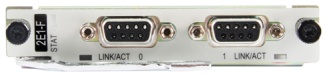 2E1-F
STAT
LINK/ACT 0
1 LINK/ACT